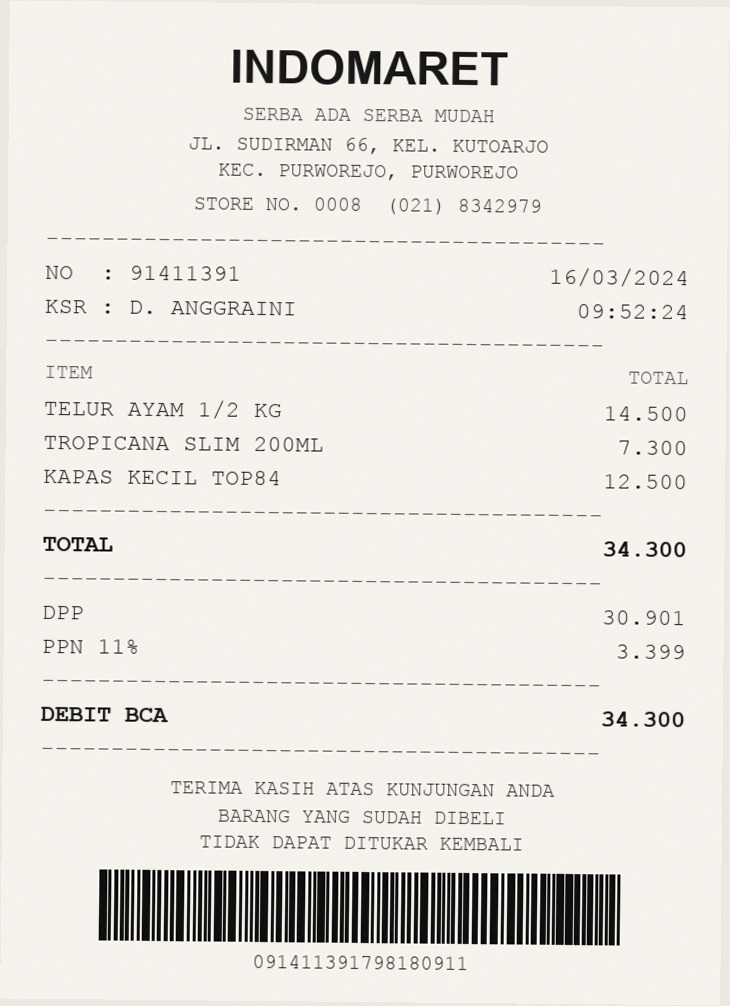 INDOMARET
SERBA ADA SERBA MUDAH
JL. SUDIRMAN 66, KEL. KUTOARJO
KEC. PURWOREJO, PURWOREJO
STORE NO. 0008 (021) 8342979
NO : 91411391 16/03/2024
KSR : D. ANGGRAINI 09:52:24
ITEM TOTAL
TELUR AYAM 1/2 KG 14.500
TROPICANA SLIM 200ML 7.300
KAPAS KECIL TOP84 12.500
TOTAL 34.300
DPP 30.901
PPN 11% 3.399
DEBIT BCA 34.300
TERIMA KASIH ATAS KUNJUNGAN ANDA
BARANG YANG SUDAH DIBELI
TIDAK DAPAT DITUKAR KEMBALI
091411391798180911